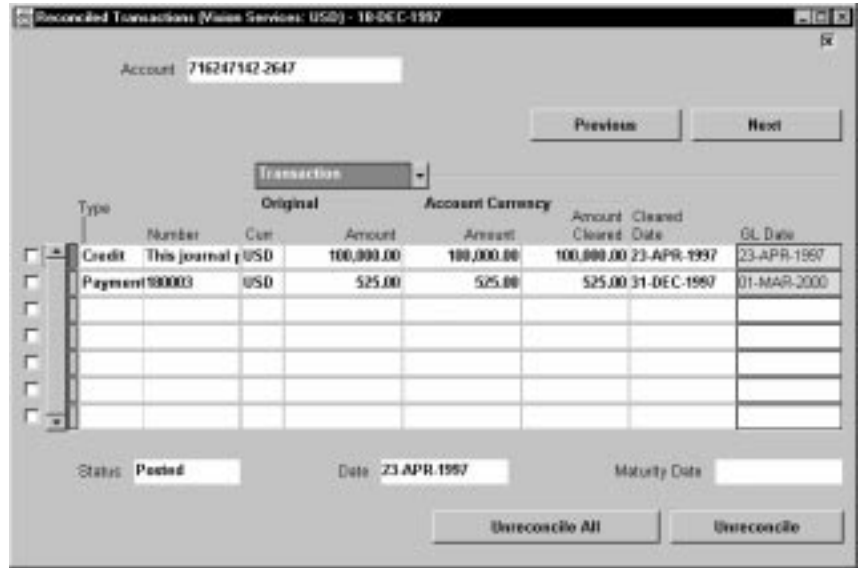 Reconciled Transactions (Vision Services: USD) - 18-DEC-1997
Account 716247142-2647
Previous Next
Transaction
Original Account Currency
Type Number Curr Amount Amount Amount Cleared Cleared Date GL Date
Credit This journal p USD 100,000.00 100,000.00 100,000.00 23-APR-1997 23-APR-1997
Payment 180003 USD 525.00 525.00 525.00 31-DEC-1997 01-MAR-2000
Status Posted Date 23-APR-1997 Maturity Date
Unreconcile All Unreconcile